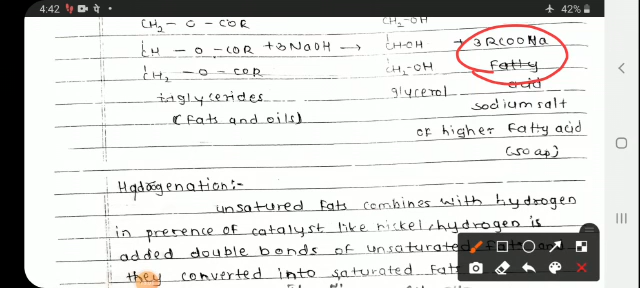 4:42
42%
CH2 - O - COR
CH2-OH
CH - O - COR + 3NaOH → CH-OH + 3RCOONa
CH2 - O - COR
CH2-OH
Fatty
acid
triglycerides
glycerol
sodium salt
(Fats and oils)
of higher Fatty acid
(soap)
Hydrogenation:-
unsatured fats combines with hydrogen
in presence of catalyst like nickel, hydrogen is
added double bonds of unsaturated
they converted into saturated fats